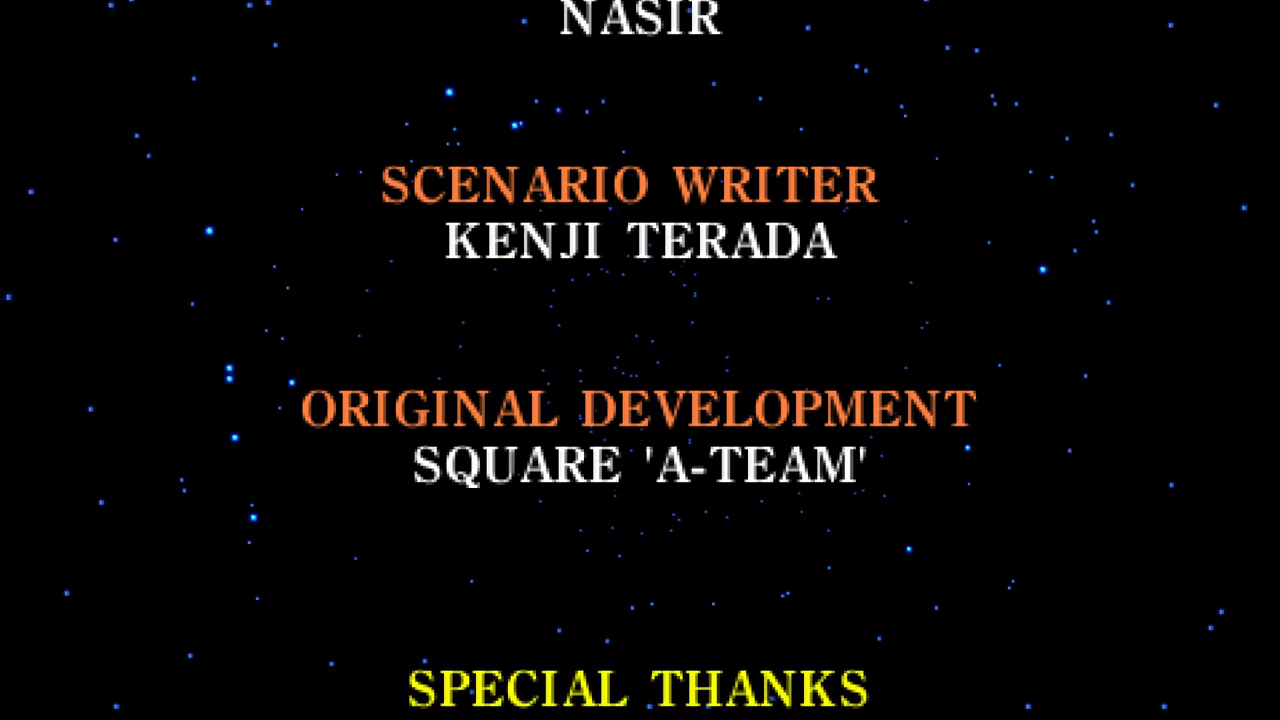 NASIR
SCENARIO WRITER
KENJI TERADA
ORIGINAL DEVELOPMENT
SQUARE 'A-TEAM'
SPECIAL THANKS